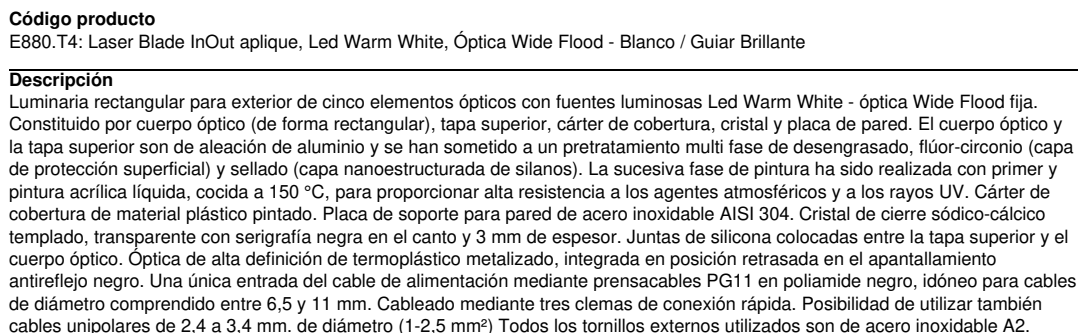 Código producto
E880.T4: Laser Blade InOut aplique, Led Warm White, Óptica Wide Flood - Blanco / Guiar Brillante
Descripción
Luminaria rectangular para exterior de cinco elementos ópticos con fuentes luminosas Led Warm White - óptica Wide Flood fija.
Constituido por cuerpo óptico (de forma rectangular), tapa superior, cárter de cobertura, cristal y placa de pared. El cuerpo óptico y
la tapa superior son de aleación de aluminio y se han sometido a un pretratamiento multi fase de desengrasado, flúor-circonio (capa
de protección superficial) y sellado (capa nanoestructurada de silanos). La sucesiva fase de pintura ha sido realizada con primer y
pintura acrílica líquida, cocida a 150 °C, para proporcionar alta resistencia a los agentes atmosféricos y a los rayos UV. Cárter de
cobertura de material plástico pintado. Placa de soporte para pared de acero inoxidable AISI 304. Cristal de cierre sódico-cálcico
templado, transparente con serigrafía negra en el canto y 3 mm de espesor. Juntas de silicona colocadas entre la tapa superior y el
cuerpo óptico. Óptica de alta definición de termoplástico metalizado, integrada en posición retrasada en el apantallamiento
antireflejo negro. Una única entrada del cable de alimentación mediante prensacables PG11 en poliamide negro, idóneo para cables
de diámetro comprendido entre 6,5 y 11 mm. Cableado mediante tres clemas de conexión rápida. Posibilidad de utilizar también
cables unipolares de 2,4 a 3,4 mm. de diámetro (1-2,5 mm²) Todos los tornillos externos utilizados son de acero inoxidable A2.